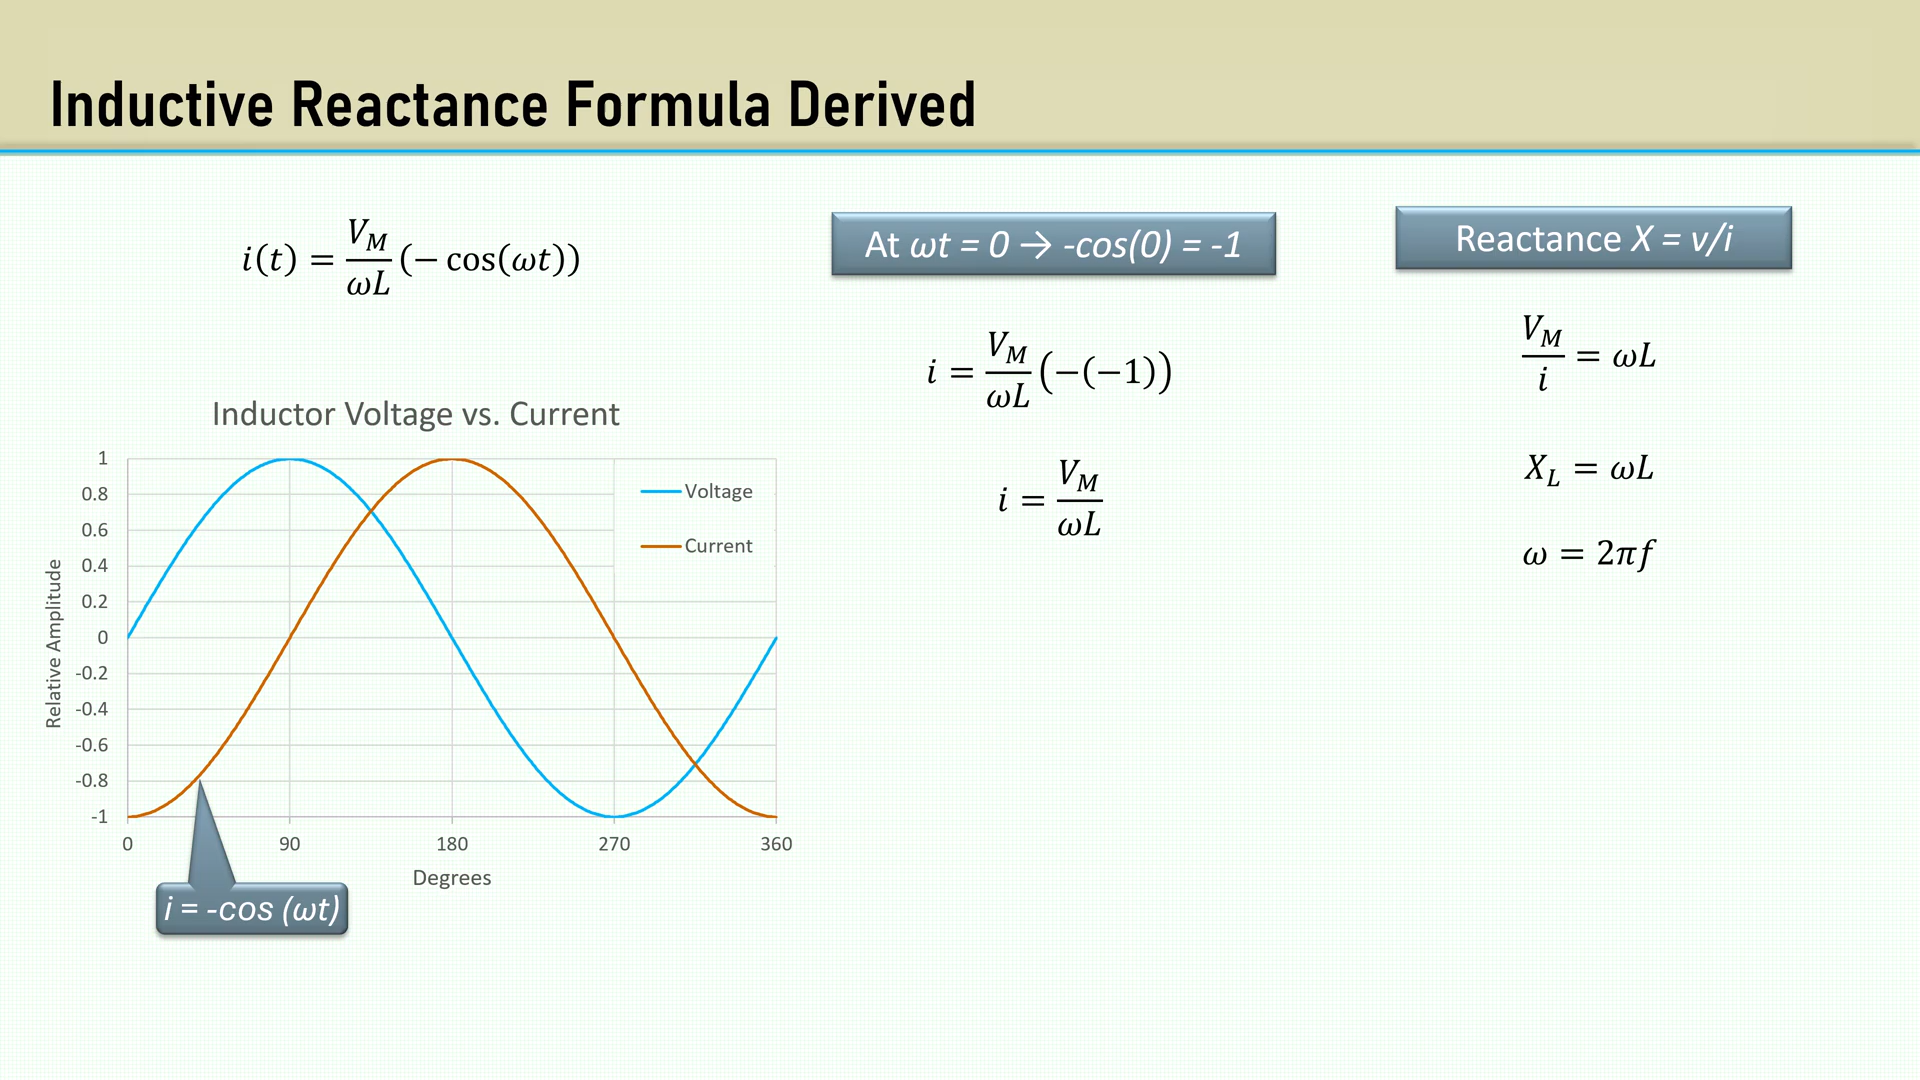 Inductive Reactance Formula Derived
i(t) = V_M/ωL (− cos(ωt))
Inductor Voltage vs. Current
1
0.8
0.6
0.4
0.2
0
-0.2
-0.4
-0.6
-0.8
-1
Relative Amplitude
Voltage
Current
0 90 180 270 360
Degrees
i = -cos (ωt)
At ωt = 0 → -cos(0) = -1
i = V_M/ωL (−(−1))
i = V_M/ωL
Reactance X = v/i
V_M/i = ωL
X_L = ωL
ω = 2πf